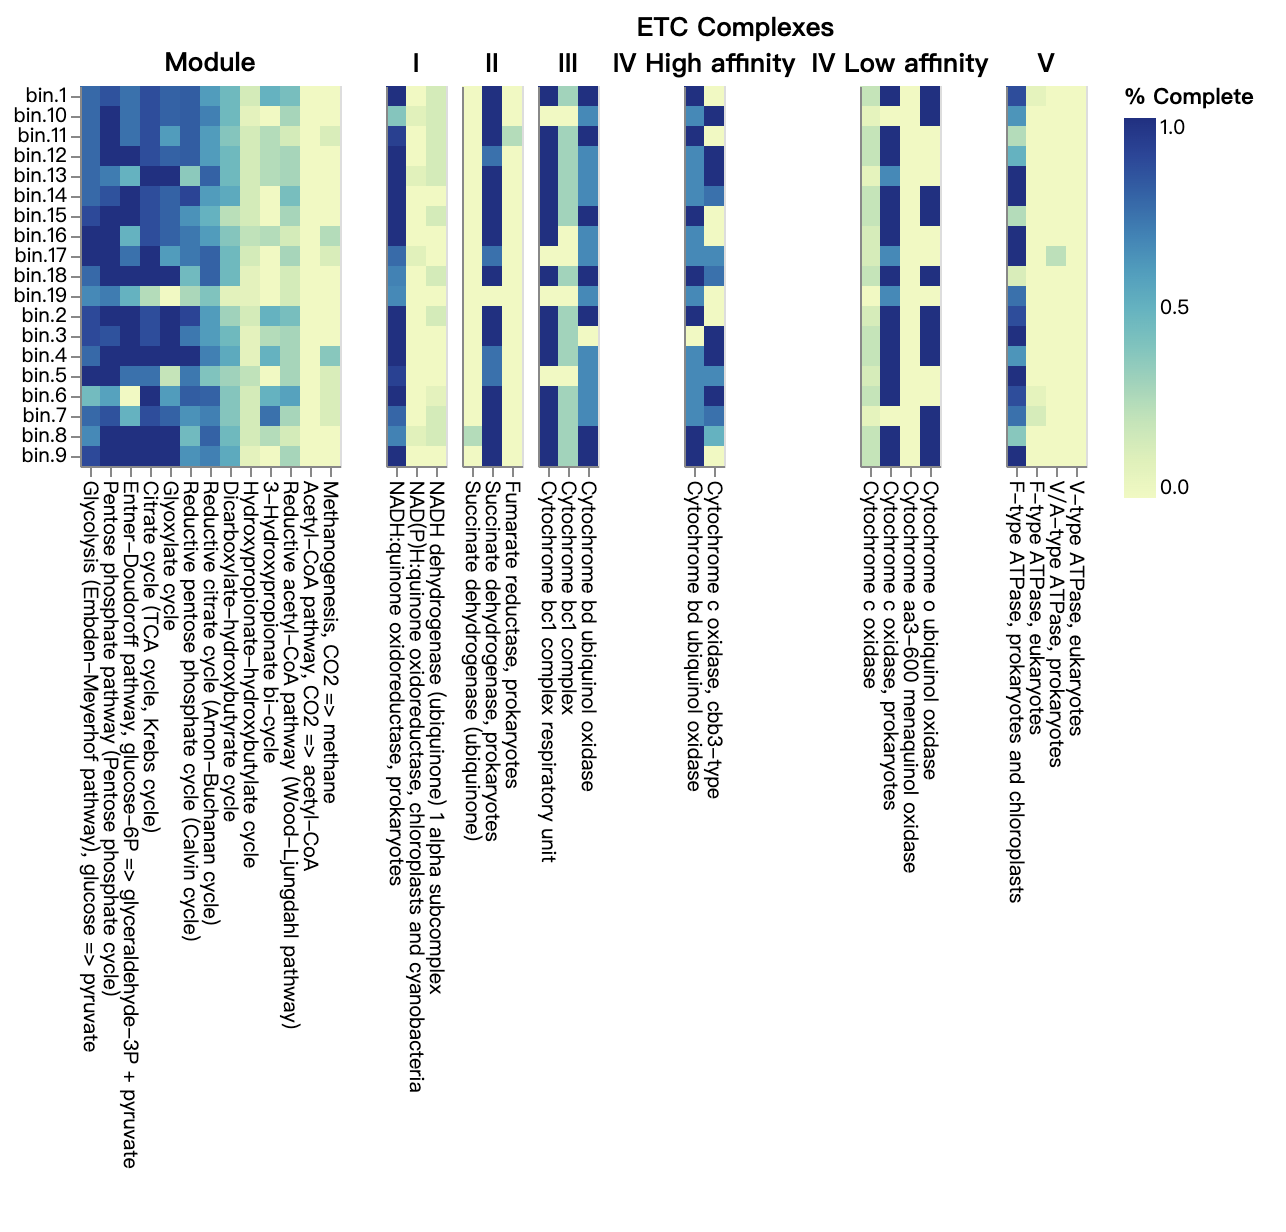 ETC Complexes
Module
I
II
III
IV High affinity
IV Low affinity
V
bin.1
bin.10
bin.11
bin.12
bin.13
bin.14
bin.15
bin.16
bin.17
bin.18
bin.19
bin.2
bin.3
bin.4
bin.5
bin.6
bin.7
bin.8
bin.9
Glycolysis (Embden–Meyerhof pathway), glucose => pyruvate
Pentose phosphate pathway (Pentose phosphate cycle)
Entner–Doudoroff pathway, glucose–6P => glyceraldehyde–3P + pyruvate
Citrate cycle (TCA cycle, Krebs cycle)
Glyoxylate cycle
Reductive pentose phosphate cycle (Calvin cycle)
Reductive citrate cycle (Arnon–Buchanan cycle)
Dicarboxylate–hydroxybutyrate cycle
Hydroxypropionate–hydroxybutylate cycle
3–Hydroxypropionate bi–cycle
Reductive acetyl–CoA pathway (Wood–Ljungdahl pathway)
Acetyl–CoA pathway, CO2 => acetyl–CoA
Methanogenesis, CO2 => methane
NADH:quinone oxidoreductase, prokaryotes
NAD(P)H:quinone oxidoreductase, chloroplasts and cyanobacteria
NADH dehydrogenase (ubiquinone) 1 alpha subcomplex
Succinate dehydrogenase (ubiquinone)
Succinate dehydrogenase, prokaryotes
Fumarate reductase, prokaryotes
Cytochrome bc1 complex respiratory unit
Cytochrome bc1 complex
Cytochrome bd ubiquinol oxidase
Cytochrome bd ubiquinol oxidase
Cytochrome c oxidase, cbb3–type
Cytochrome c oxidase
Cytochrome c oxidase, prokaryotes
Cytochrome aa3–600 menaquinol oxidase
Cytochrome o ubiquinol oxidase
F–type ATPase, prokaryotes and chloroplasts
F–type ATPase, eukaryotes
V/A–type ATPase, prokaryotes
V–type ATPase, eukaryotes
% Complete
1.0
0.5
0.0